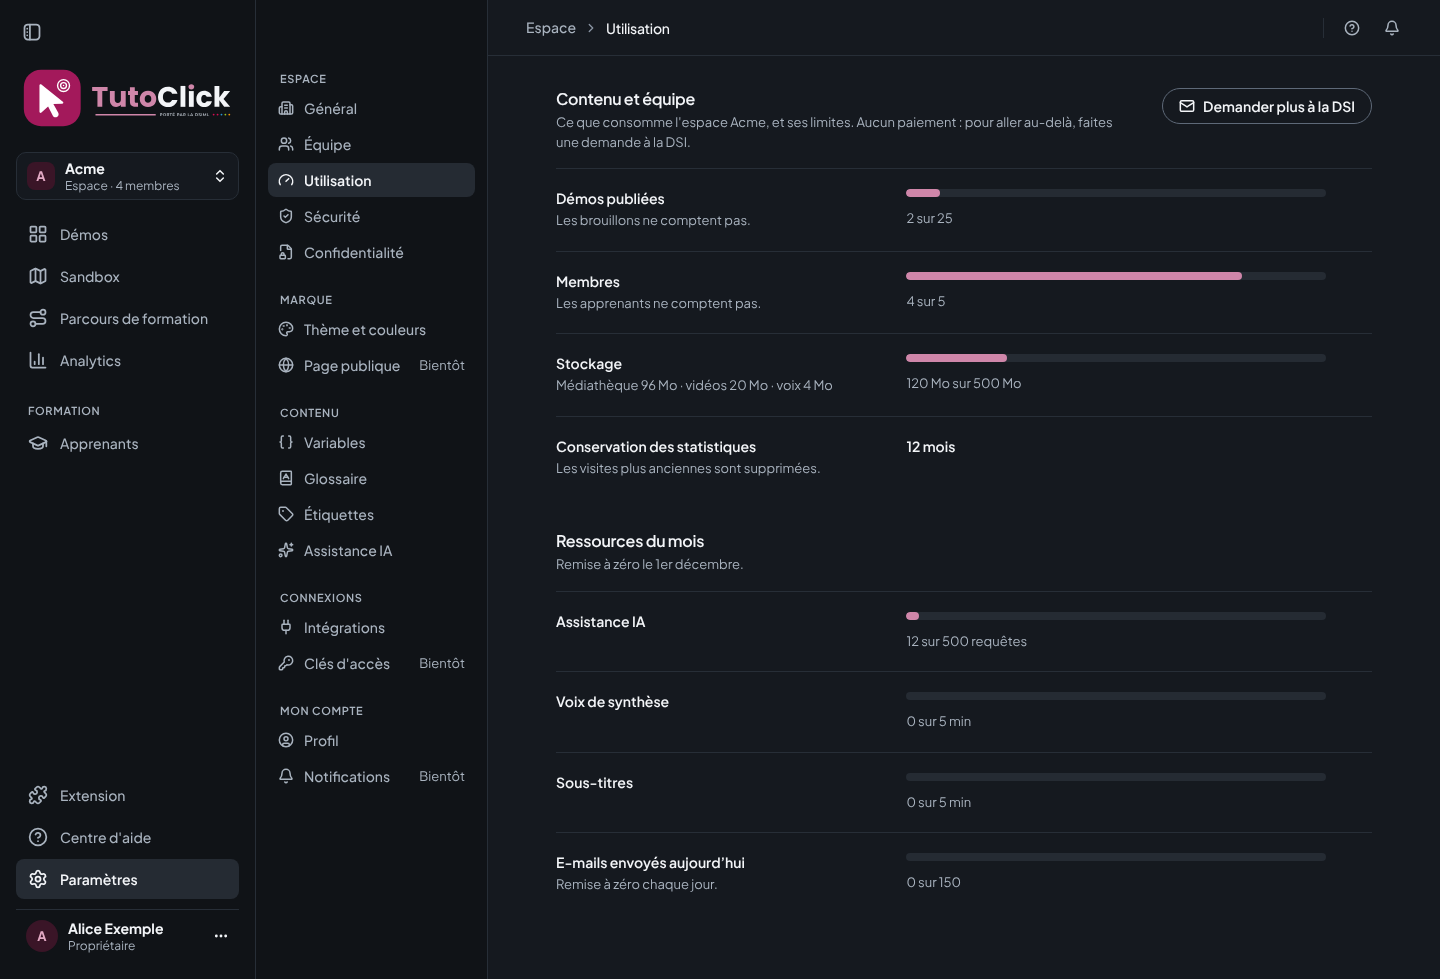 TutoClick
PORTÉ PAR LA DSIML
Acme
Espace · 4 membres
A
Démos
Sandbox
Parcours de formation
Analytics
FORMATION
Apprenants
Extension
Centre d'aide
Paramètres
A
Alice Exemple
Propriétaire
ESPACE
Général
Équipe
Utilisation
Sécurité
Confidentialité
MARQUE
Thème et couleurs
Page publique Bientôt
CONTENU
Variables
Glossaire
Étiquettes
Assistance IA
CONNEXIONS
Intégrations
Clés d'accès Bientôt
MON COMPTE
Profil
Notifications Bientôt
Espace > Utilisation
Contenu et équipe
Ce que consomme l'espace Acme, et ses limites. Aucun paiement : pour aller au-delà, faites
une demande à la DSI.
Demander plus à la DSI
Démos publiées
Les brouillons ne comptent pas.
2 sur 25
Membres
Les apprenants ne comptent pas.
4 sur 5
Stockage
Médiathèque 96 Mo · vidéos 20 Mo · voix 4 Mo
120 Mo sur 500 Mo
Conservation des statistiques
Les visites plus anciennes sont supprimées.
12 mois
Ressources du mois
Remise à zéro le 1er décembre.
Assistance IA
12 sur 500 requêtes
Voix de synthèse
0 sur 5 min
Sous-titres
0 sur 5 min
E-mails envoyés aujourd’hui
Remise à zéro chaque jour.
0 sur 150